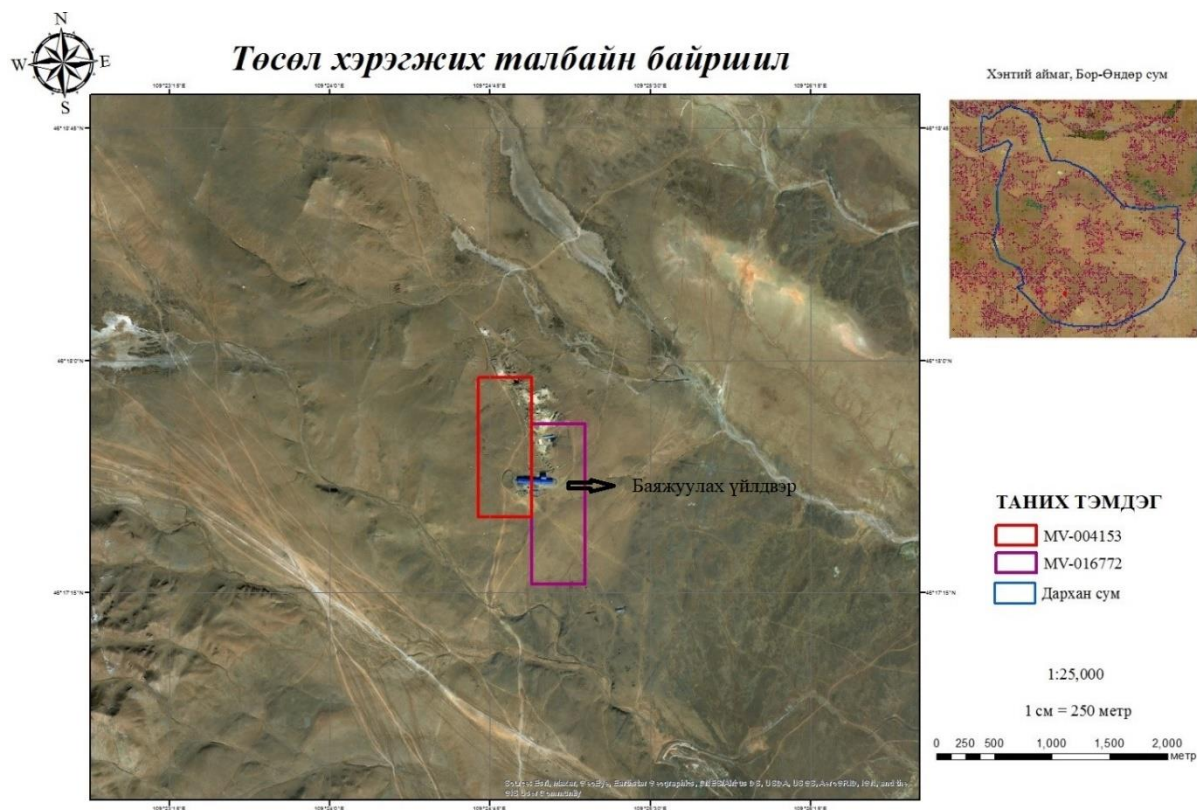 N
W E
S
Төсөл хэрэгжих талбайн байршил
Хэнтий аймаг, Бор-Өндөр сум
Баяжуулах үйлдвэр
ТАНИХ ТЭМДЭГ
MV-004153
MV-016772
Дархан сум
1:25,000
1 см = 250 метр
0 250 500 1,000 1,500 2,000
метр